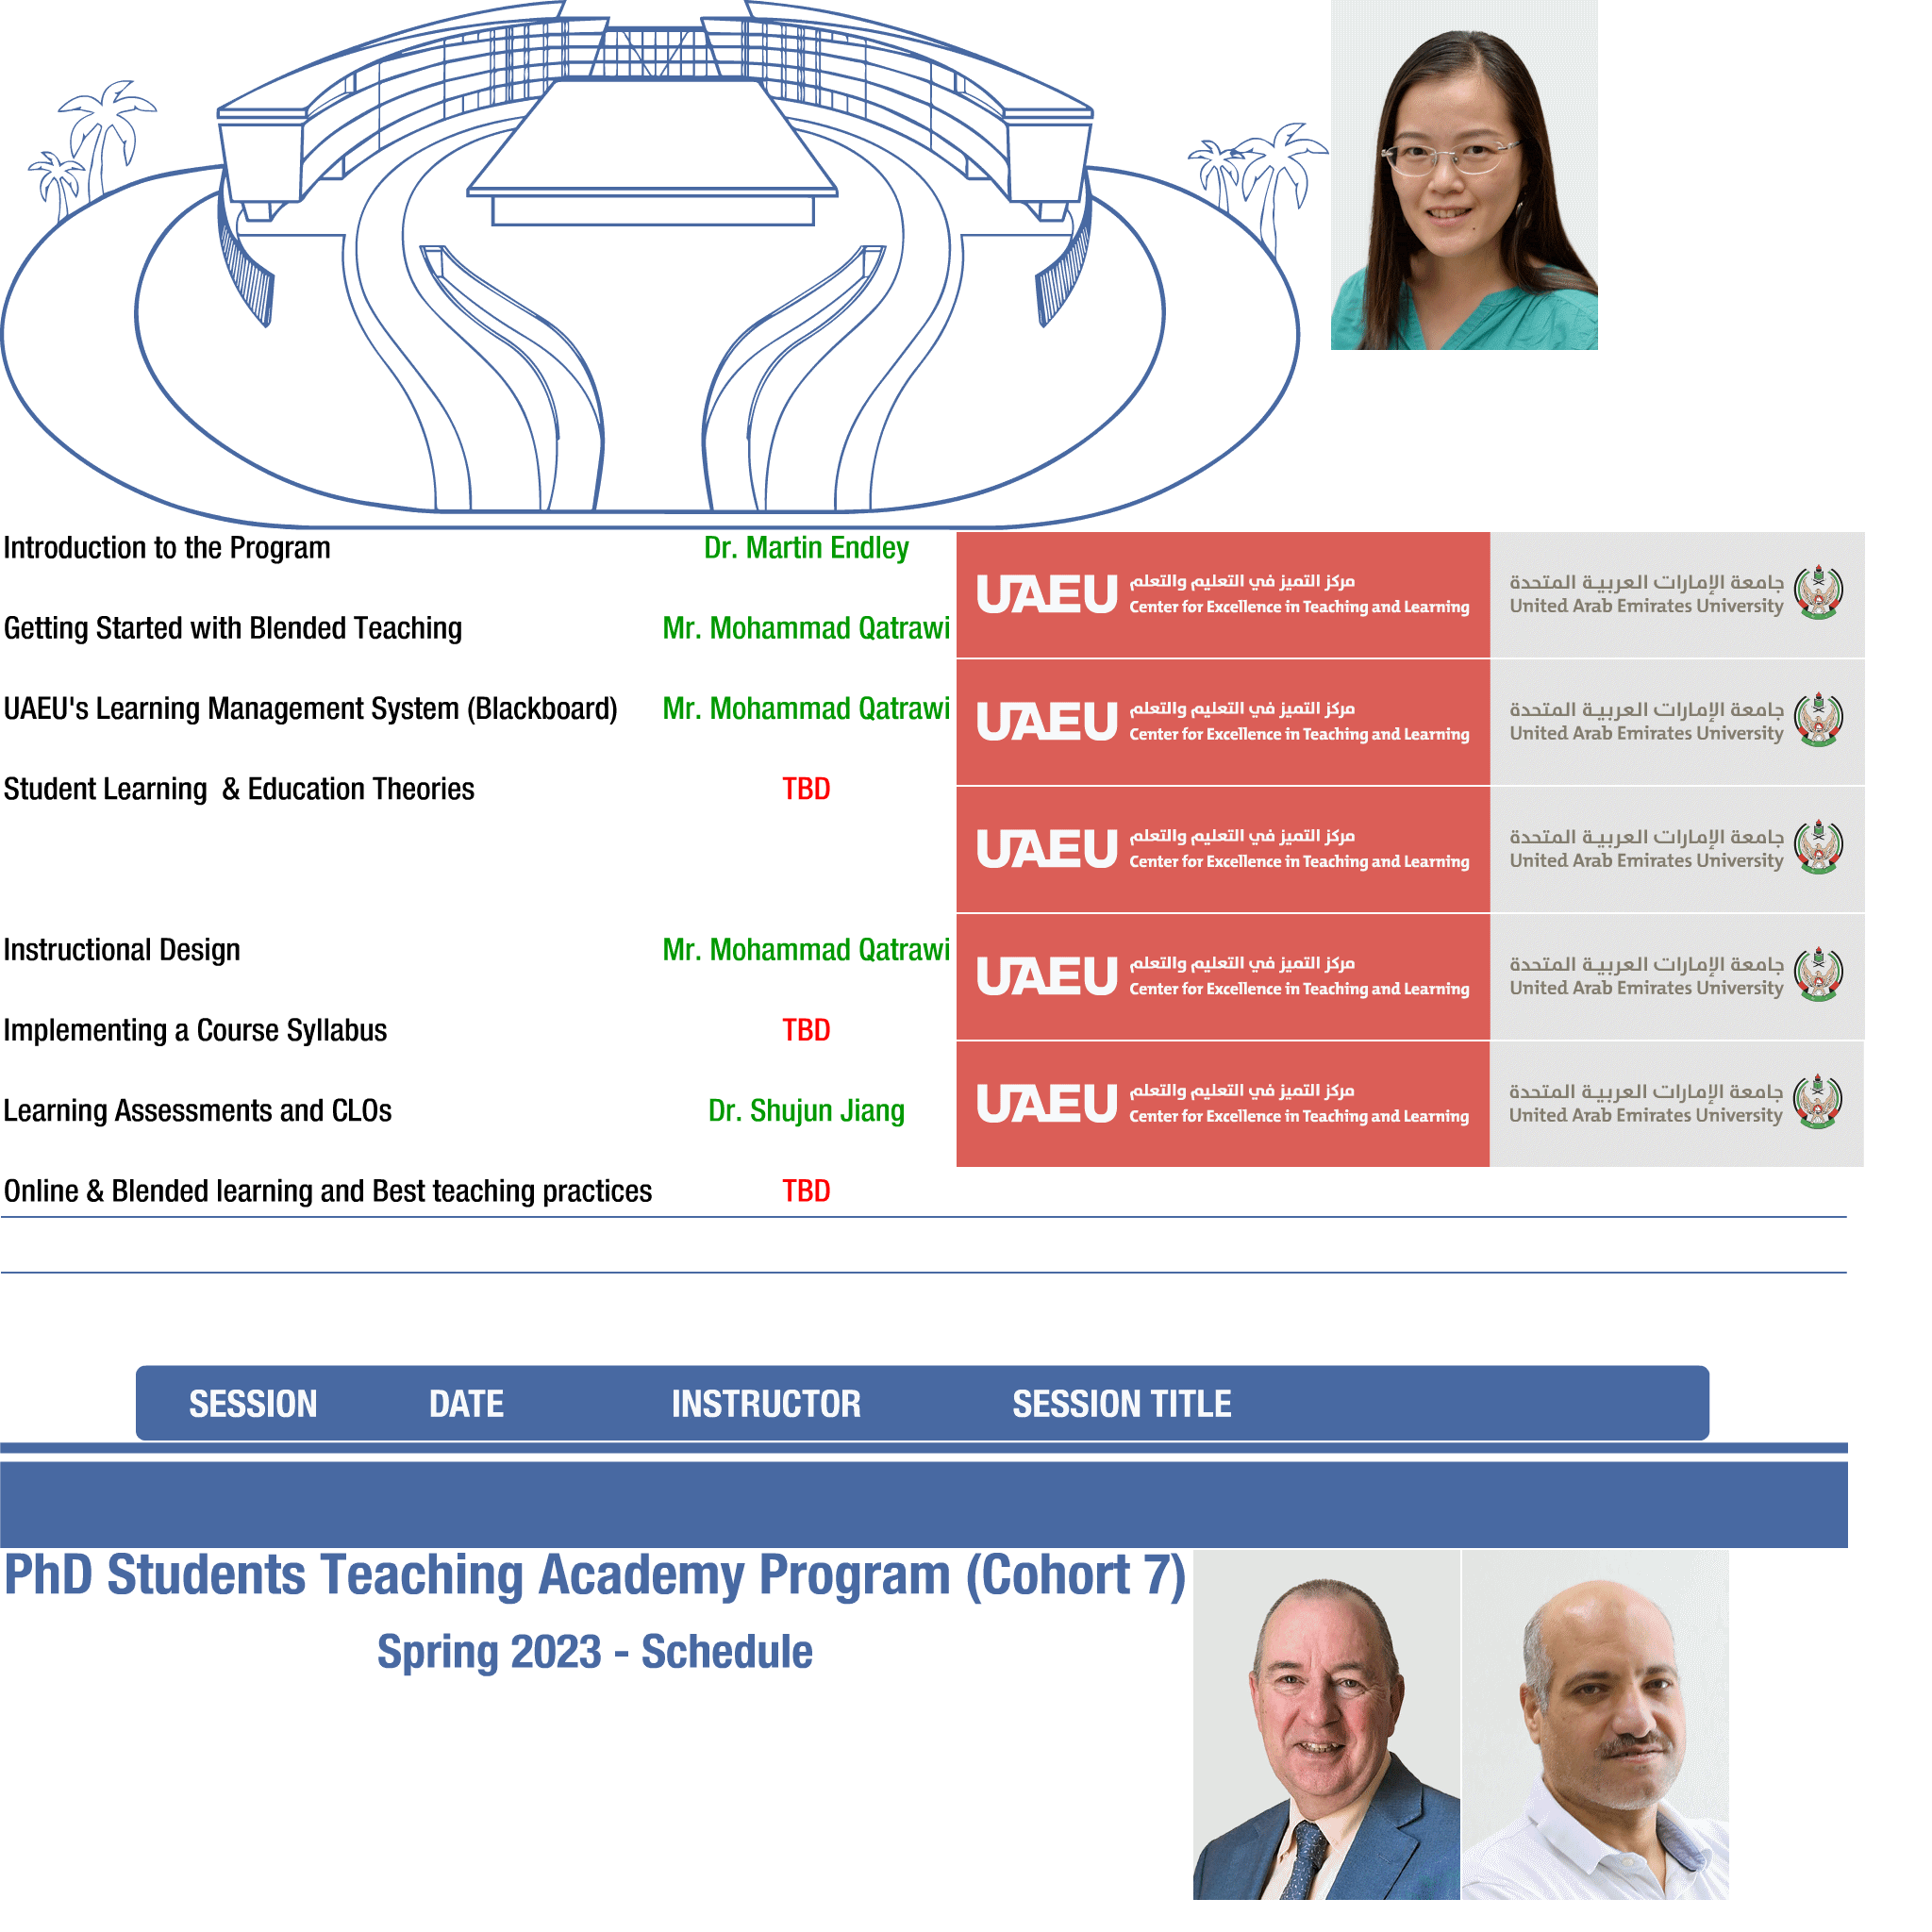 Introduction to the Program
Dr. Martin Endley
Getting Started with Blended Teaching
Mr. Mohammad Qatrawi
UAEU's Learning Management System (Blackboard)
Mr. Mohammad Qatrawi
Student Learning & Education Theories
TBD
Instructional Design
Mr. Mohammad Qatrawi
Implementing a Course Syllabus
TBD
Learning Assessments and CLOs
Dr. Shujun Jiang
Online & Blended learning and Best teaching practices
TBD
UAEU
مركز التميز في التعليم والتعلم
Center for Excellence in Teaching and Learning
جامعة الإمارات العربية المتحدة
United Arab Emirates University
UAEU
مركز التميز في التعليم والتعلم
Center for Excellence in Teaching and Learning
جامعة الإمارات العربية المتحدة
United Arab Emirates University
UAEU
مركز التميز في التعليم والتعلم
Center for Excellence in Teaching and Learning
جامعة الإمارات العربية المتحدة
United Arab Emirates University
UAEU
مركز التميز في التعليم والتعلم
Center for Excellence in Teaching and Learning
جامعة الإمارات العربية المتحدة
United Arab Emirates University
UAEU
مركز التميز في التعليم والتعلم
Center for Excellence in Teaching and Learning
جامعة الإمارات العربية المتحدة
United Arab Emirates University
SESSION DATE INSTRUCTOR SESSION TITLE
PhD Students Teaching Academy Program (Cohort 7)
Spring 2023 - Schedule